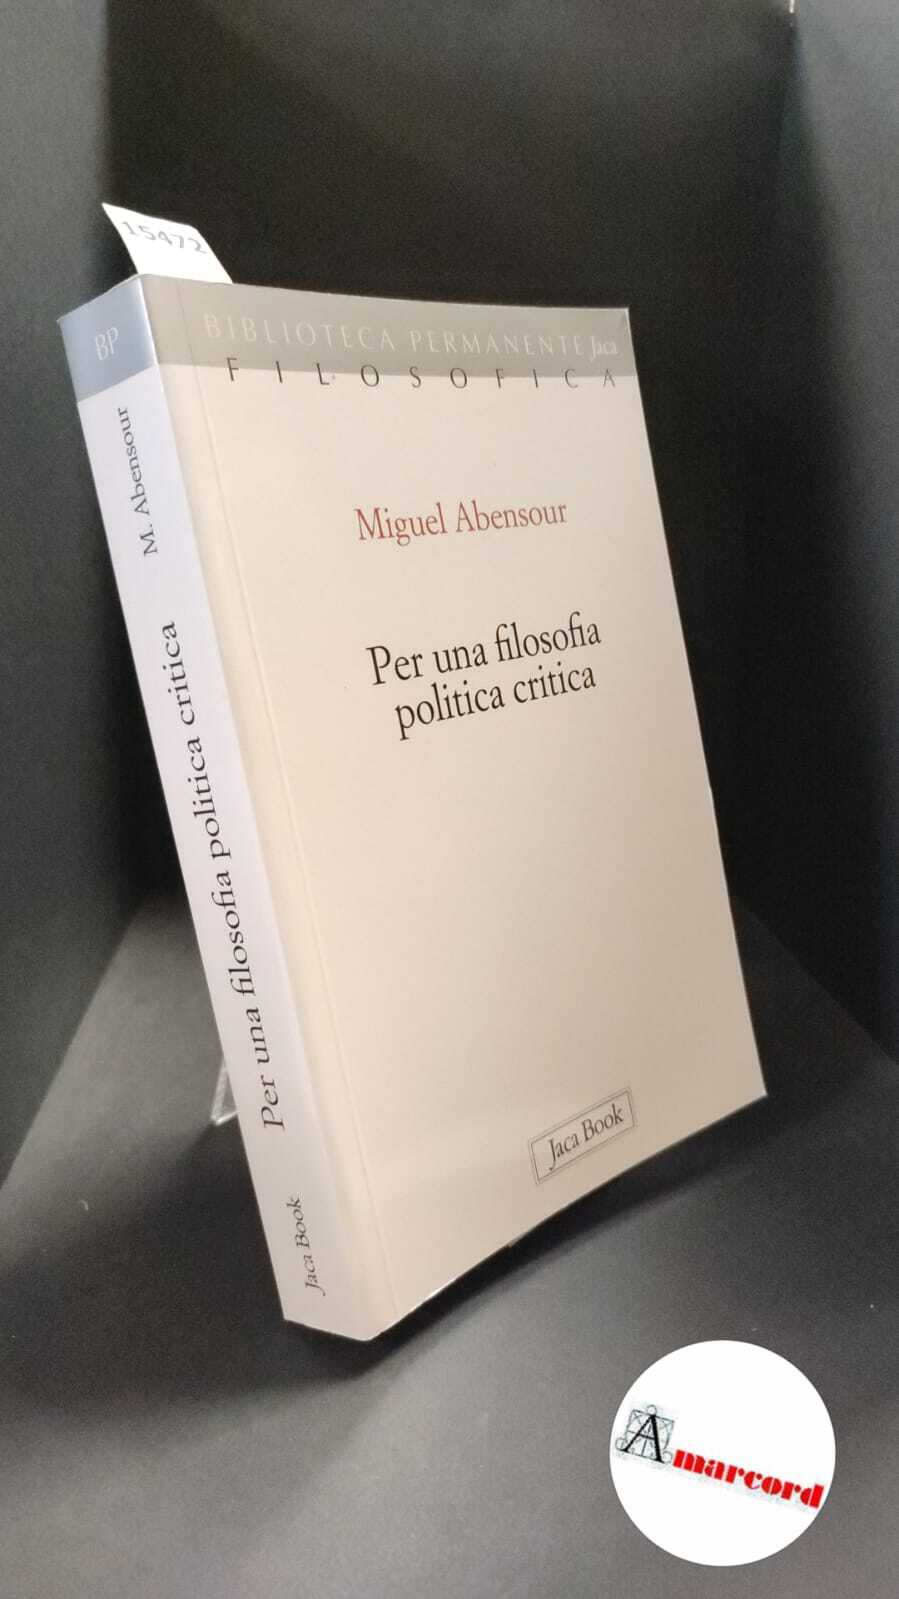 15472
BP
M. Abensour
Per una filosofia politica critica
Jaca Book
BIBLIOTECA PERMANENTE Jaca
FILOSOFICA
Miguel Abensour
Per una filosofia
politica critica
Jaca Book
Amarcord